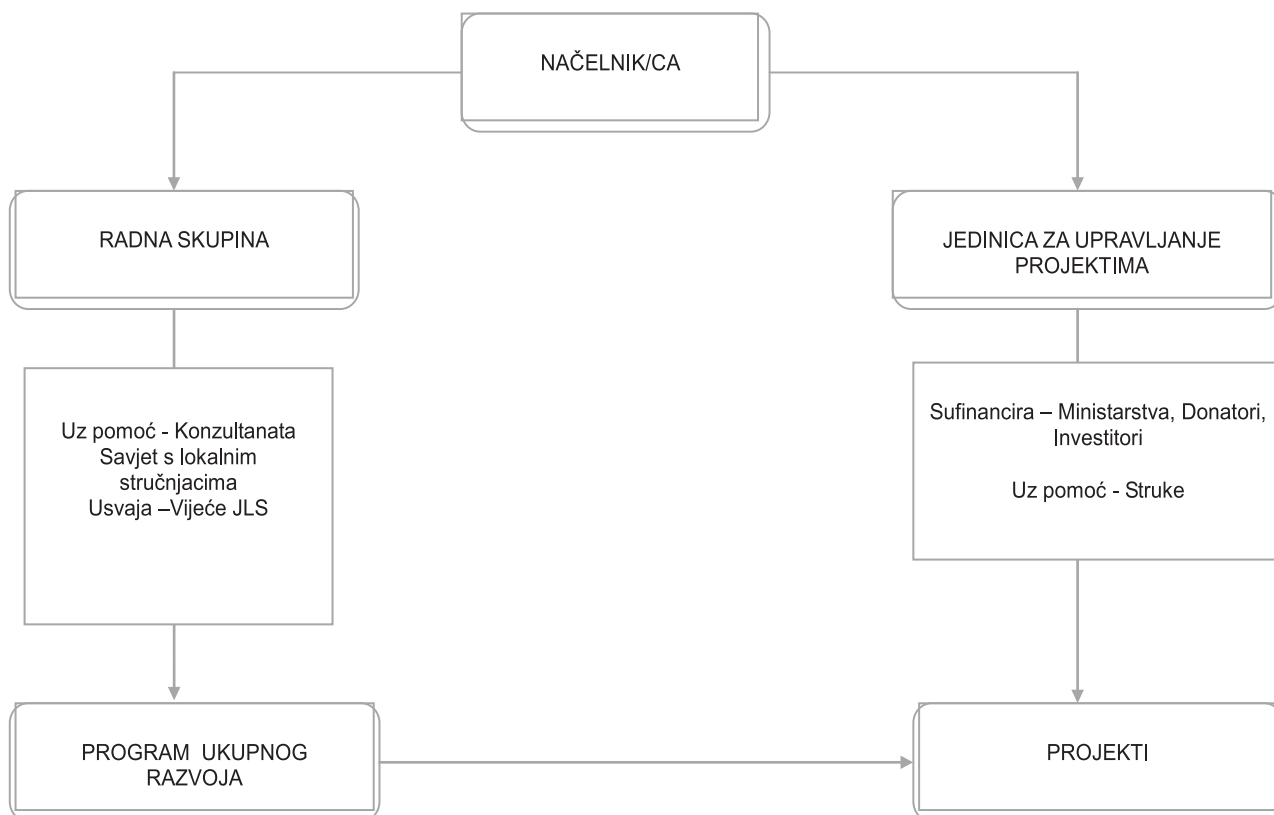 NAČELNIK/CA
RADNA SKUPINA
JEDINICA ZA UPRAVLJANJE
PROJEKTIMA
Uz pomoć - Konzultanata
Savjet s lokalnim
stručnjacima
Usvaja –Vijeće JLS
Sufinancira – Ministarstva, Donatori,
Investitori
Uz pomoć - Struke
PROGRAM UKUPNOG
RAZVOJA
PROJEKTI